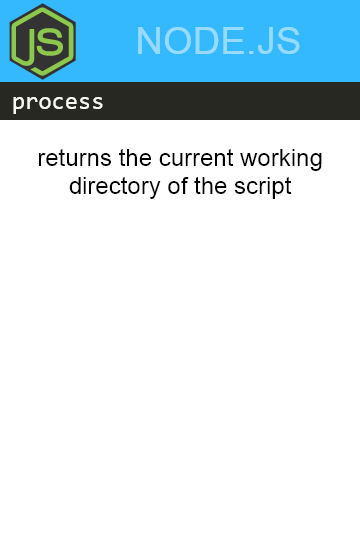 JS
NODE.JS
process
returns the current working
directory of the script